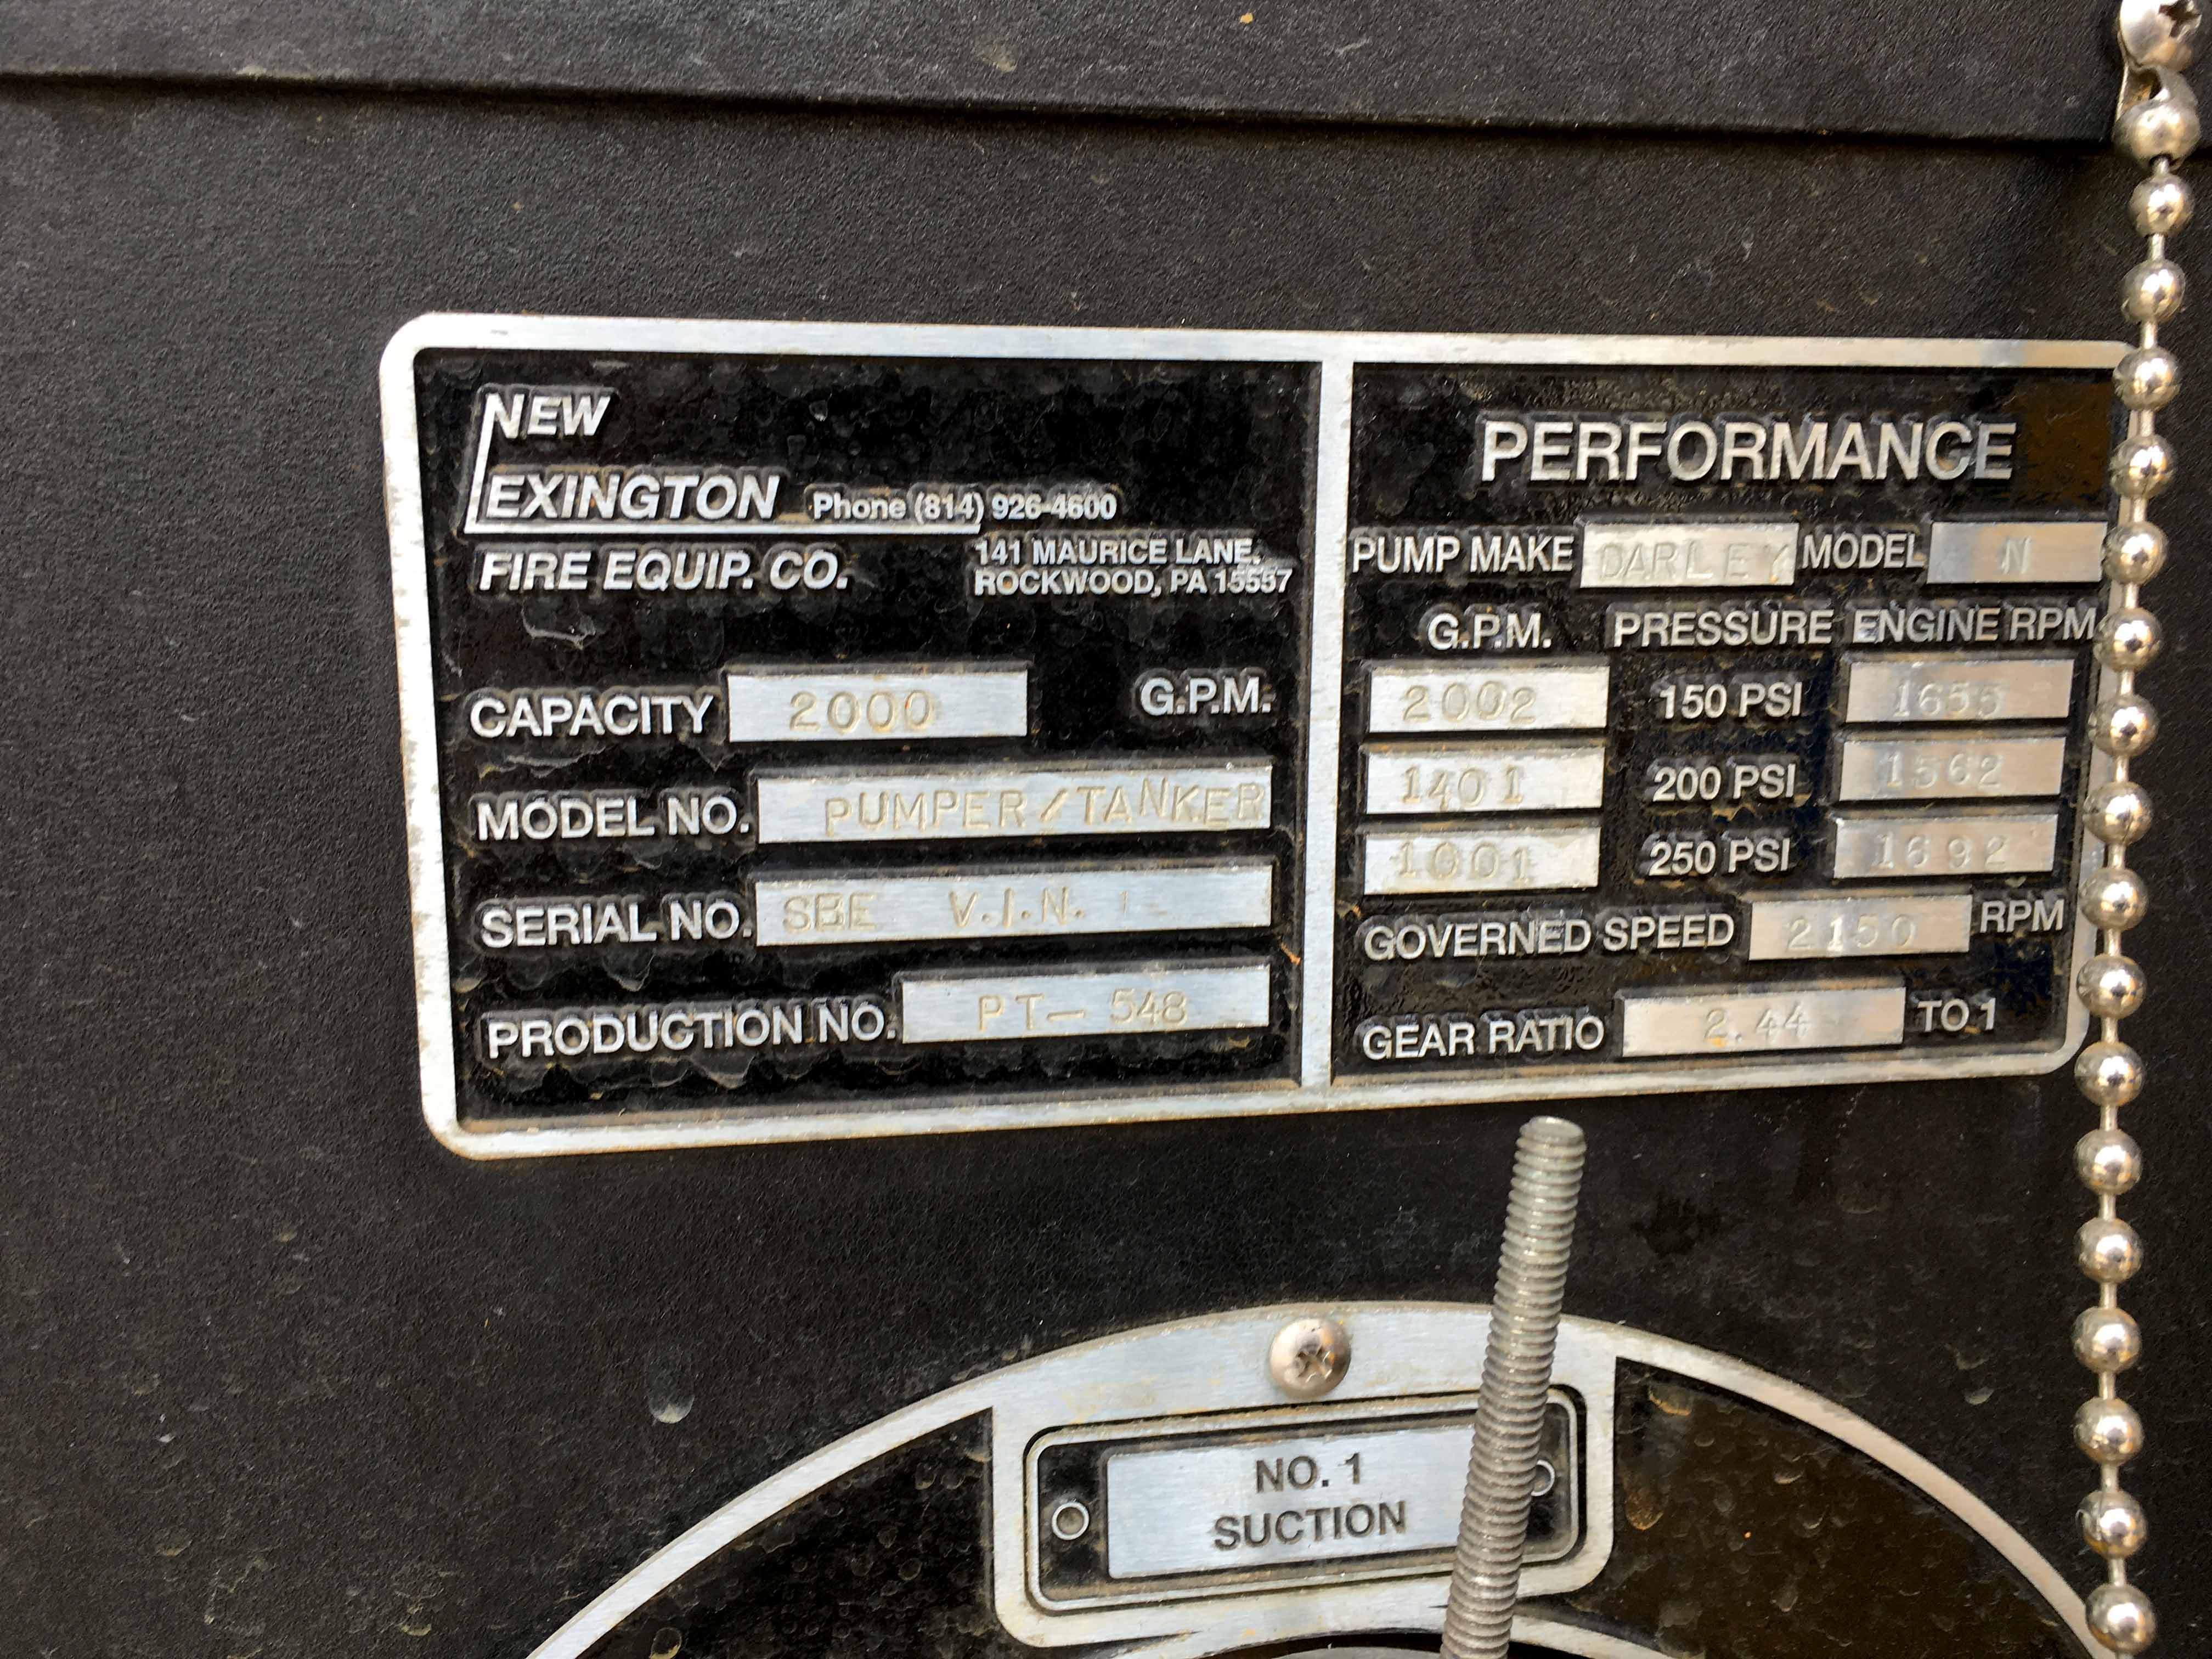 NEW
LEXINGTON Phone (814) 926-4600
FIRE EQUIP. CO. 141 MAURICE LANE.
ROCKWOOD, PA 15557
CAPACITY 2000 G.P.M.
MODEL NO. PUMPER/TANKER
SERIAL NO. SBE V.I.N.
PRODUCTION NO. PT-548
PERFORMANCE
PUMP MAKE DARLEY MODEL N
G.P.M. PRESSURE ENGINE RPM
2002 150 PSI 1655
1401 200 PSI 1562
1001 250 PSI 1692
GOVERNED SPEED 2150 RPM
GEAR RATIO 2.44 TO 1
NO. 1
SUCTION